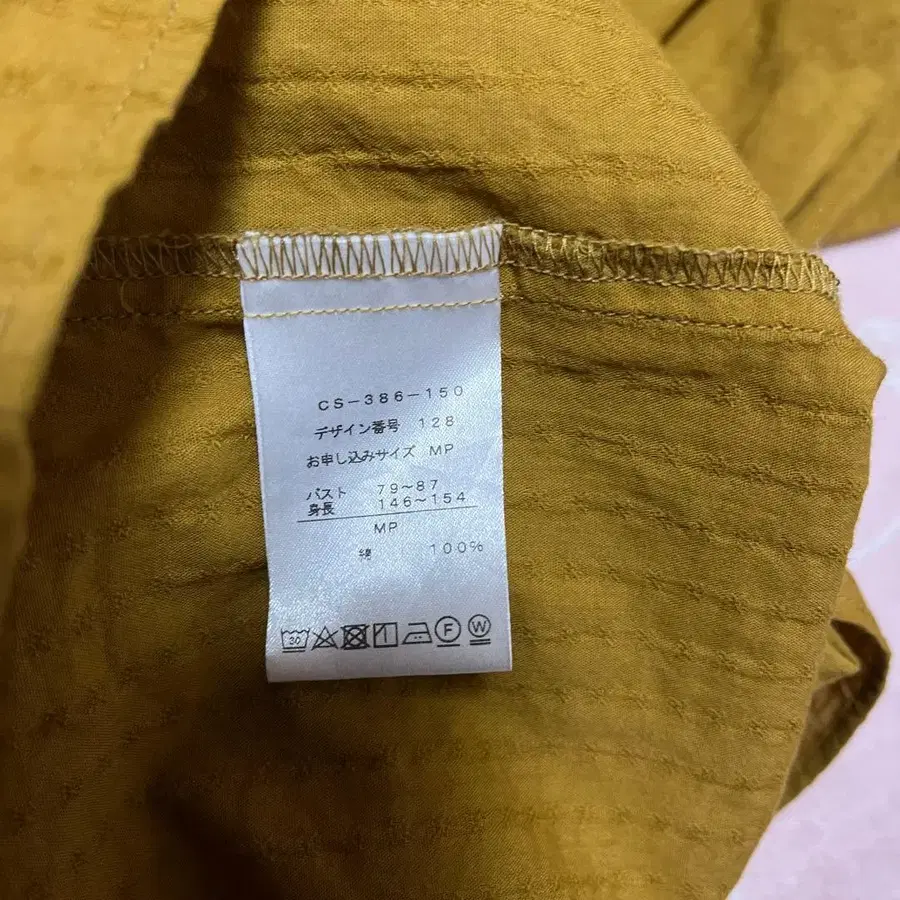 CS-386-150
デザイン番号 128
お申し込みサイズ MP
バスト 79~87
身長 146~154
MP
綿 100%
30 F W